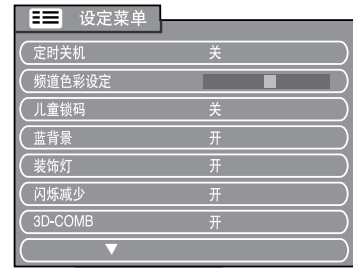 设定菜单
定时关机 关
频道色彩设定
儿童锁码 关
蓝背景 开
装饰灯 开
闪烁减少 开
3D-COMB 开